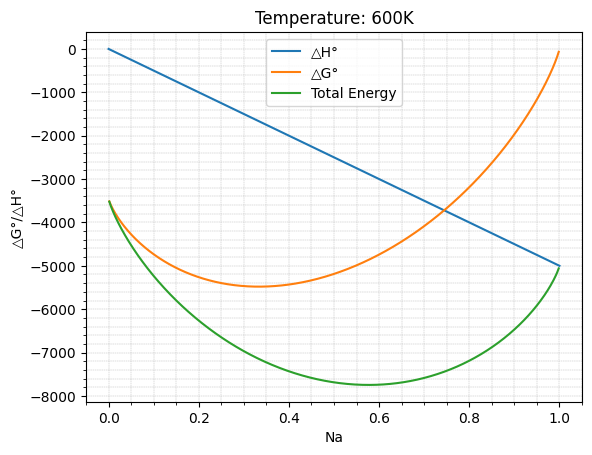 Temperature: 600K
△H°
△G°
Total Energy
△G°/△H°
0
−1000
−2000
−3000
−4000
−5000
−6000
−7000
−8000
0.0 0.2 0.4 0.6 0.8 1.0
Na